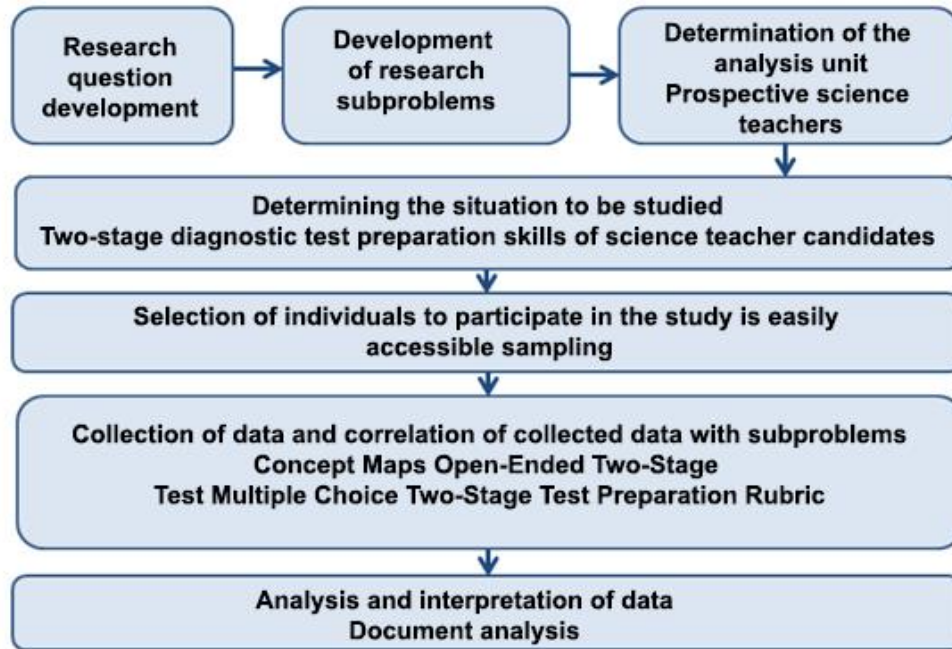 Research
question
development
Development
of research
subproblems
Determination of the
analysis unit
Prospective science
teachers
Determining the situation to be studied
Two-stage diagnostic test preparation skills of science teacher candidates
Selection of individuals to participate in the study is easily
accessible sampling
Collection of data and correlation of collected data with subproblems
Concept Maps Open-Ended Two-Stage
Test Multiple Choice Two-Stage Test Preparation Rubric
Analysis and interpretation of data
Document analysis